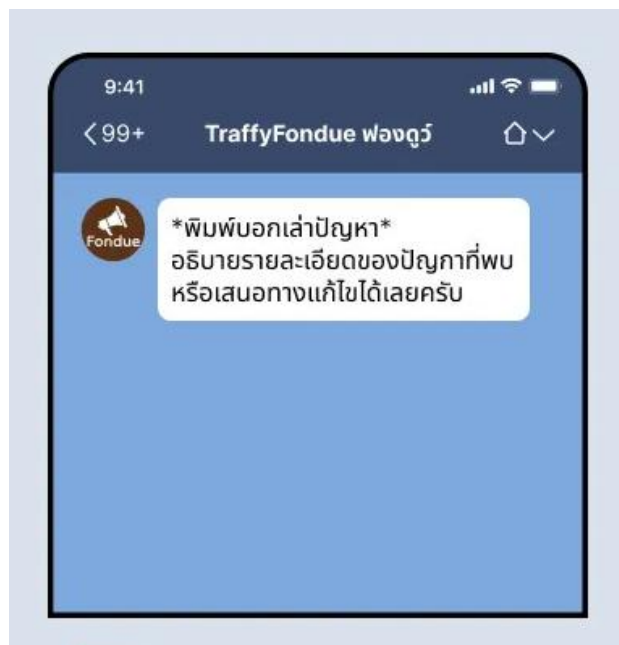 9:41
99+
TraffyFondue ฟองดูว์
Fondue
*พิมพ์บอกเล่าปัญหา*
อธิบายรายละเอียดของปัญกาที่พบ
หรือเสนอทางแก้ไขได้เลยครับ